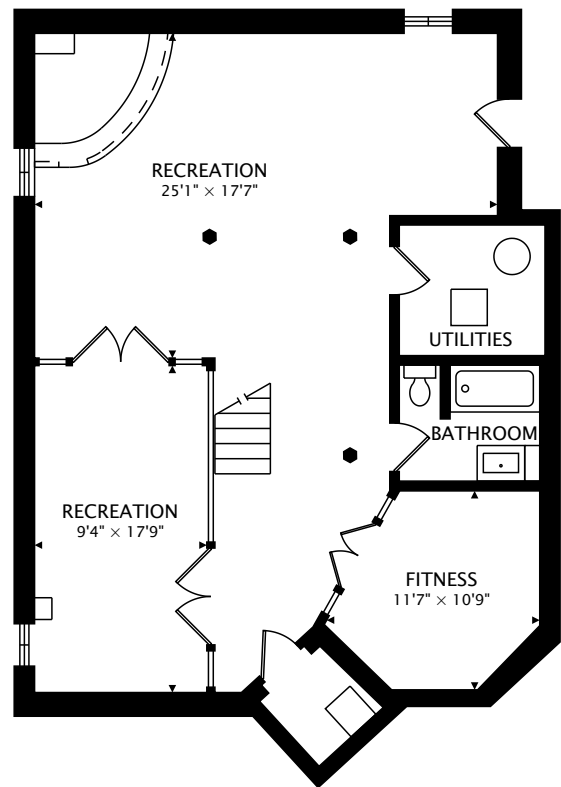 RECREATION
25'1" × 17'7"
UTILITIES
BATHROOM
RECREATION
9'4" × 17'9"
FITNESS
11'7" × 10'9"